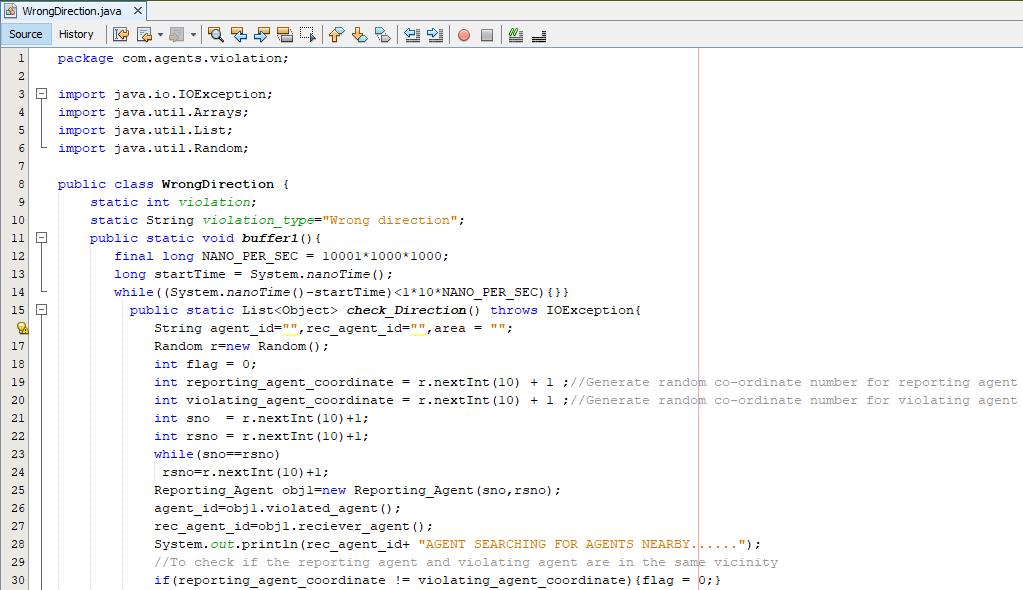 WrongDirection.java
Source History
1 package com.agents.violation;
2
3 import java.io.IOException;
4 import java.util.Arrays;
5 import java.util.List;
6 import java.util.Random;
7
8 public class WrongDirection {
9 static int violation;
10 static String violation_type="Wrong direction";
11 public static void buffer1(){
12 final long NANO_PER_SEC = 1000l*1000*1000;
13 long startTime = System.nanoTime();
14 while((System.nanoTime()-startTime)<1*10*NANO_PER_SEC){}}
15 public static List<Object> check_Direction() throws IOException{
String agent_id="",rec_agent_id="",area = "";
17 Random r=new Random();
18 int flag = 0;
19 int reporting_agent_coordinate = r.nextInt(10) + 1 ;//Generate random co-ordinate number for reporting agent
20 int violating_agent_coordinate = r.nextInt(10) + 1 ;//Generate random co-ordinate number for violating agent
21 int sno  = r.nextInt(10)+1;
22 int rsno = r.nextInt(10)+1;
23 while(sno==rsno)
24 rsno=r.nextInt(10)+1;
25 Reporting_Agent obj1=new Reporting_Agent(sno,rsno);
26 agent_id=obj1.violated_agent();
27 rec_agent_id=obj1.reciever_agent();
28 System.out.println(rec_agent_id+ "AGENT SEARCHING FOR AGENTS NEARBY......");
29 //To check if the reporting agent and violating agent are in the same vicinity
30 if(reporting_agent_coordinate != violating_agent_coordinate){flag = 0;}